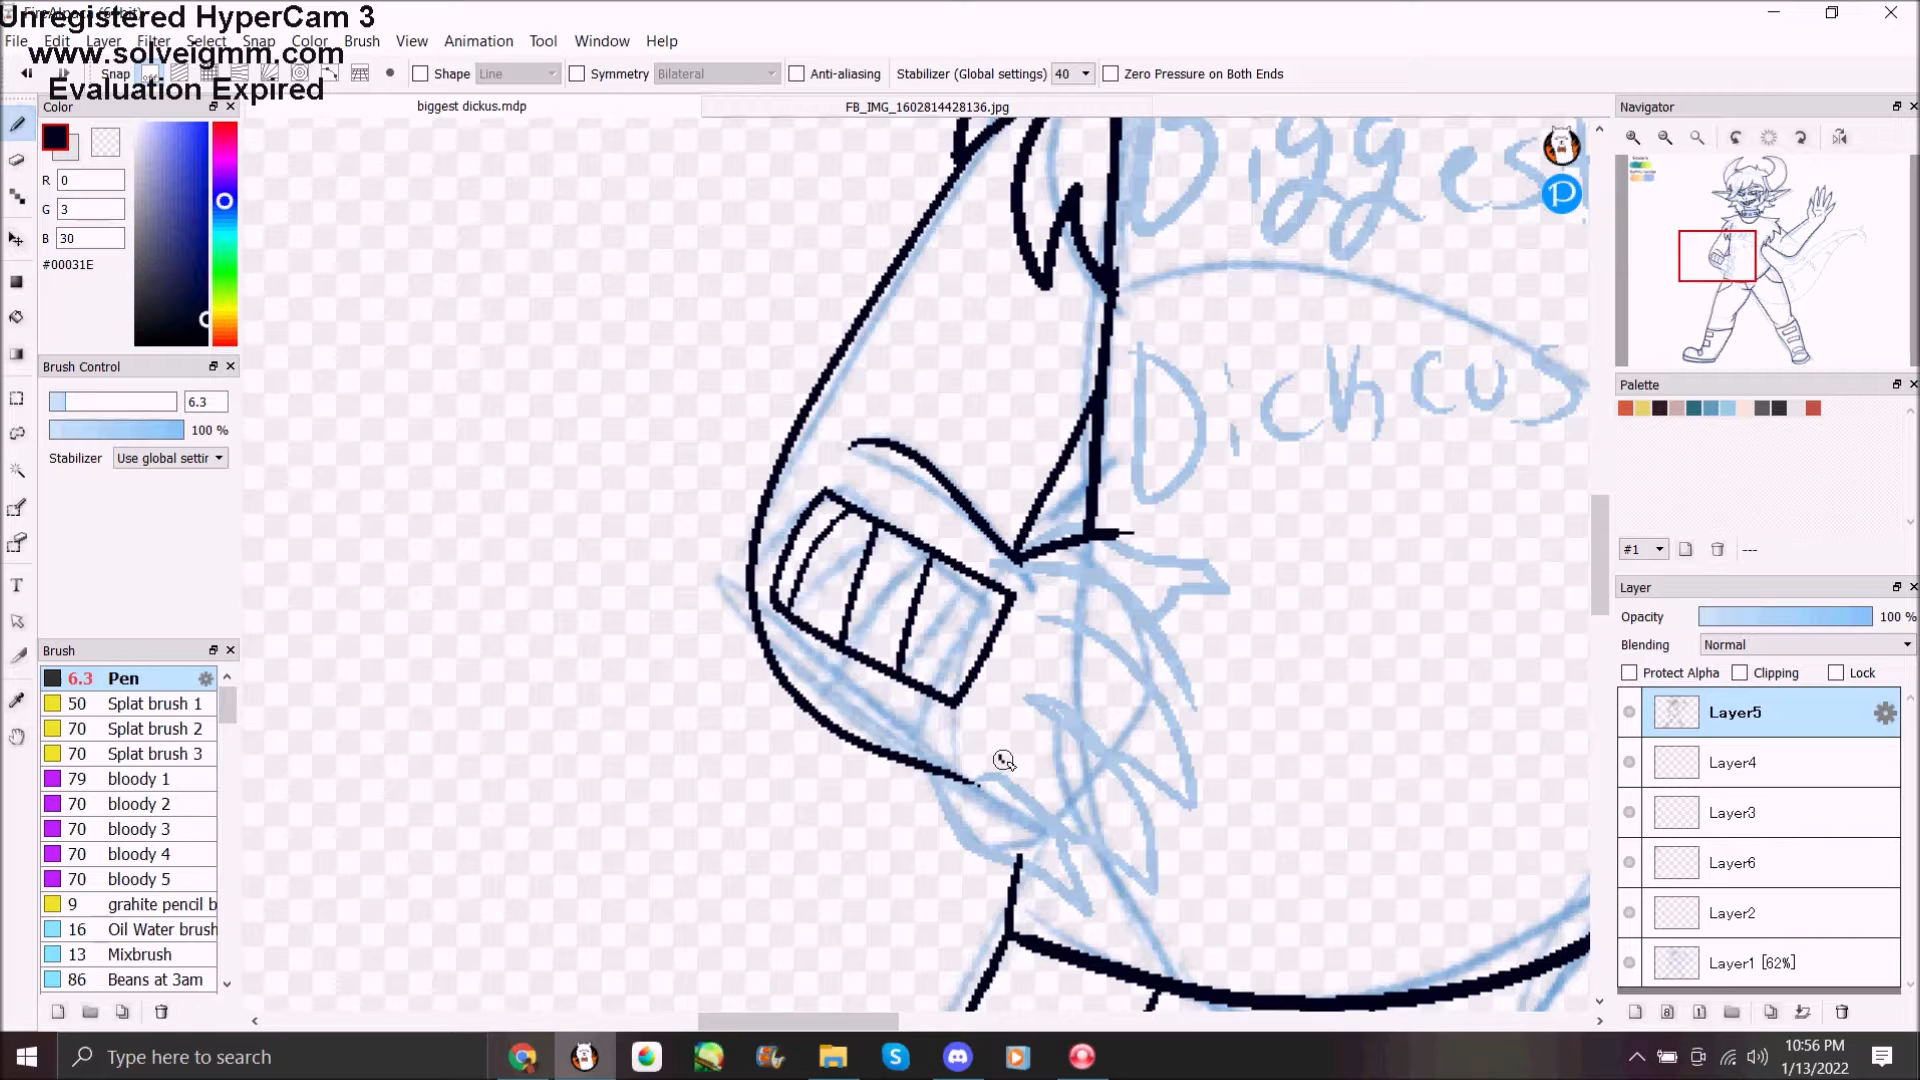 Unregistered HyperCam 3
www.solveigmm.com
Evaluation Expired
File Edit Layer Filter Select Snap Color Brush View Animation Tool Window Help
Snap Shape Line Symmetry Bilateral Anti-aliasing Stabilizer (Global settings) 40 Zero Pressure on Both Ends
Color
biggest dickus.mdp
FB_IMG_1602814428136.jpg
Navigator
R 0
G 3
B 30
#00031E
Brush Control
6.3
100 %
Stabilizer Use global settir
Brush
6.3 Pen
50 Splat brush 1
70 Splat brush 2
70 Splat brush 3
79 bloody 1
70 bloody 2
70 bloody 3
70 bloody 4
70 bloody 5
9 grahite pencil b
16 Oil Water brush
13 Mixbrush
86 Beans at 3am
Dickcus
Palette
#1
---
Layer
Opacity 100 %
Blending Normal
Protect Alpha Clipping Lock
Layer5
Layer4
Layer3
Layer6
Layer2
Layer1 [62%]
Type here to search
10:56 PM
1/13/2022